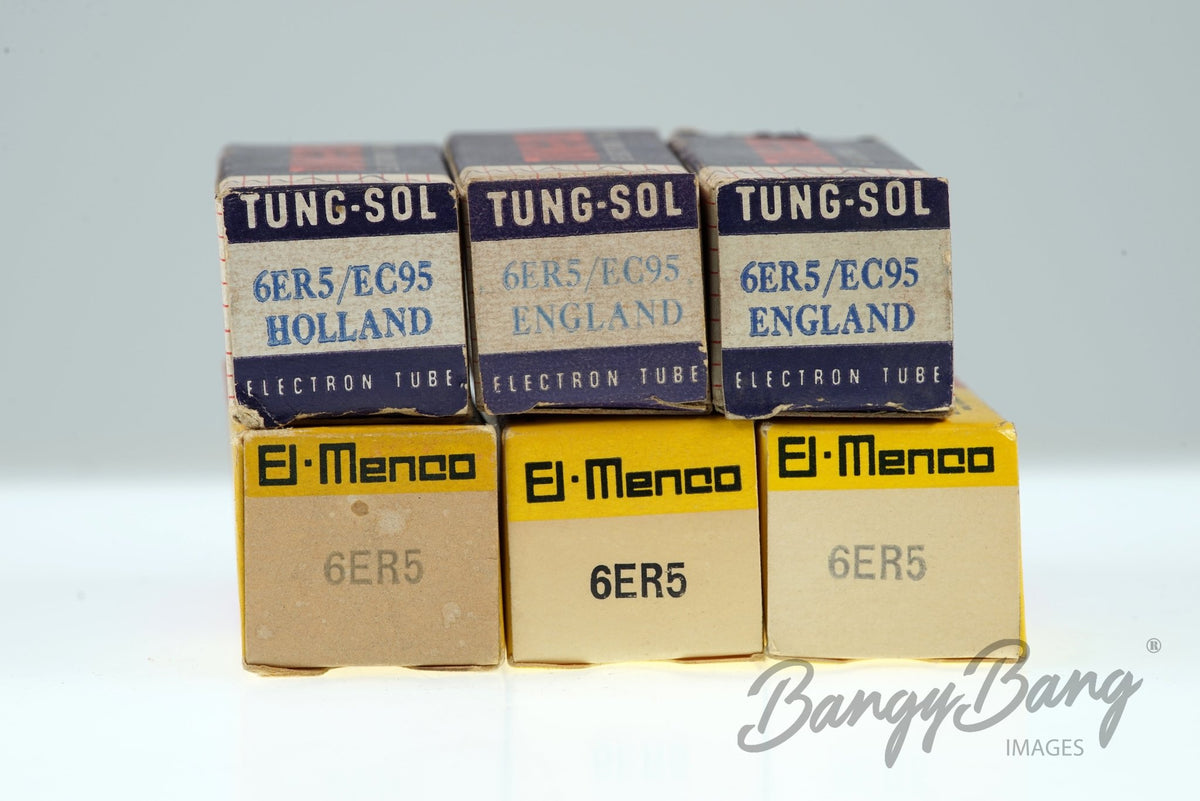 TUNG-SOL
6ER5/EC95
HOLLAND
ELECTRON TUBE
TUNG-SOL
6ER5/EC95
ENGLAND
ELECTRON TUBE
TUNG-SOL
6ER5/EC95
ENGLAND
ELECTRON TUBE
El-Menco
6ER5
El-Menco
6ER5
El-Menco
6ER5
BangyBang ®
IMAGES